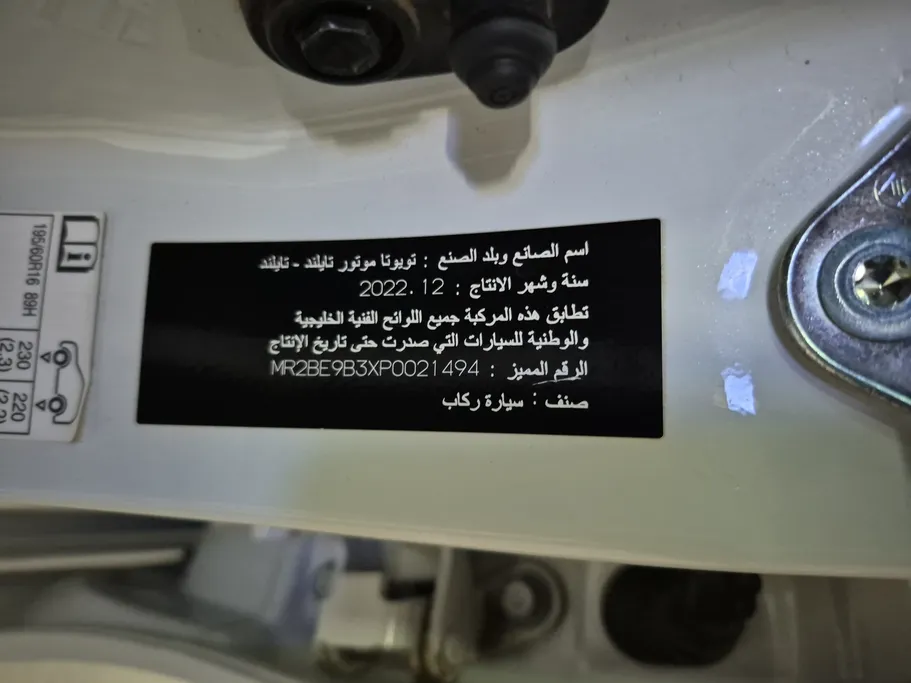 اسم الصانع وبلد الصنع : تويوتا موتور تايلند - تايلند
سنة وشهر الانتاج : 2022.12
تطابق هذه المركبة جميع اللوائح الفنية الخليجية
والوطنية للسيارات التي صدرت حتى تاريخ الإنتاج
الرقم المميز : MR2BE9B3XP0021494
صنف : سيارة ركاب
195/60R16 89H
230
(2.3)
220